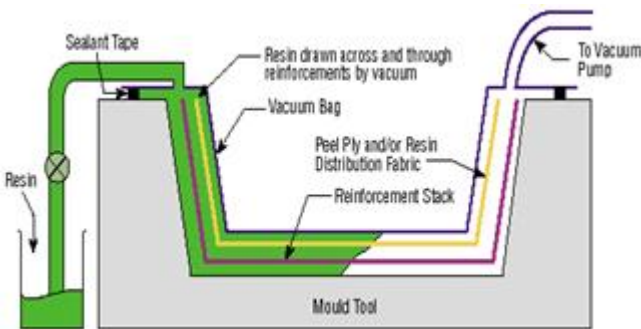 Sealant Tape
Resin drawn across and through
reinforcements by vacuum
To Vacuum
Pump
Vacuum Bag
Peel Ply and/or Resin
Distribution Fabric
Resin
Reinforcement Stack
Mould Tool